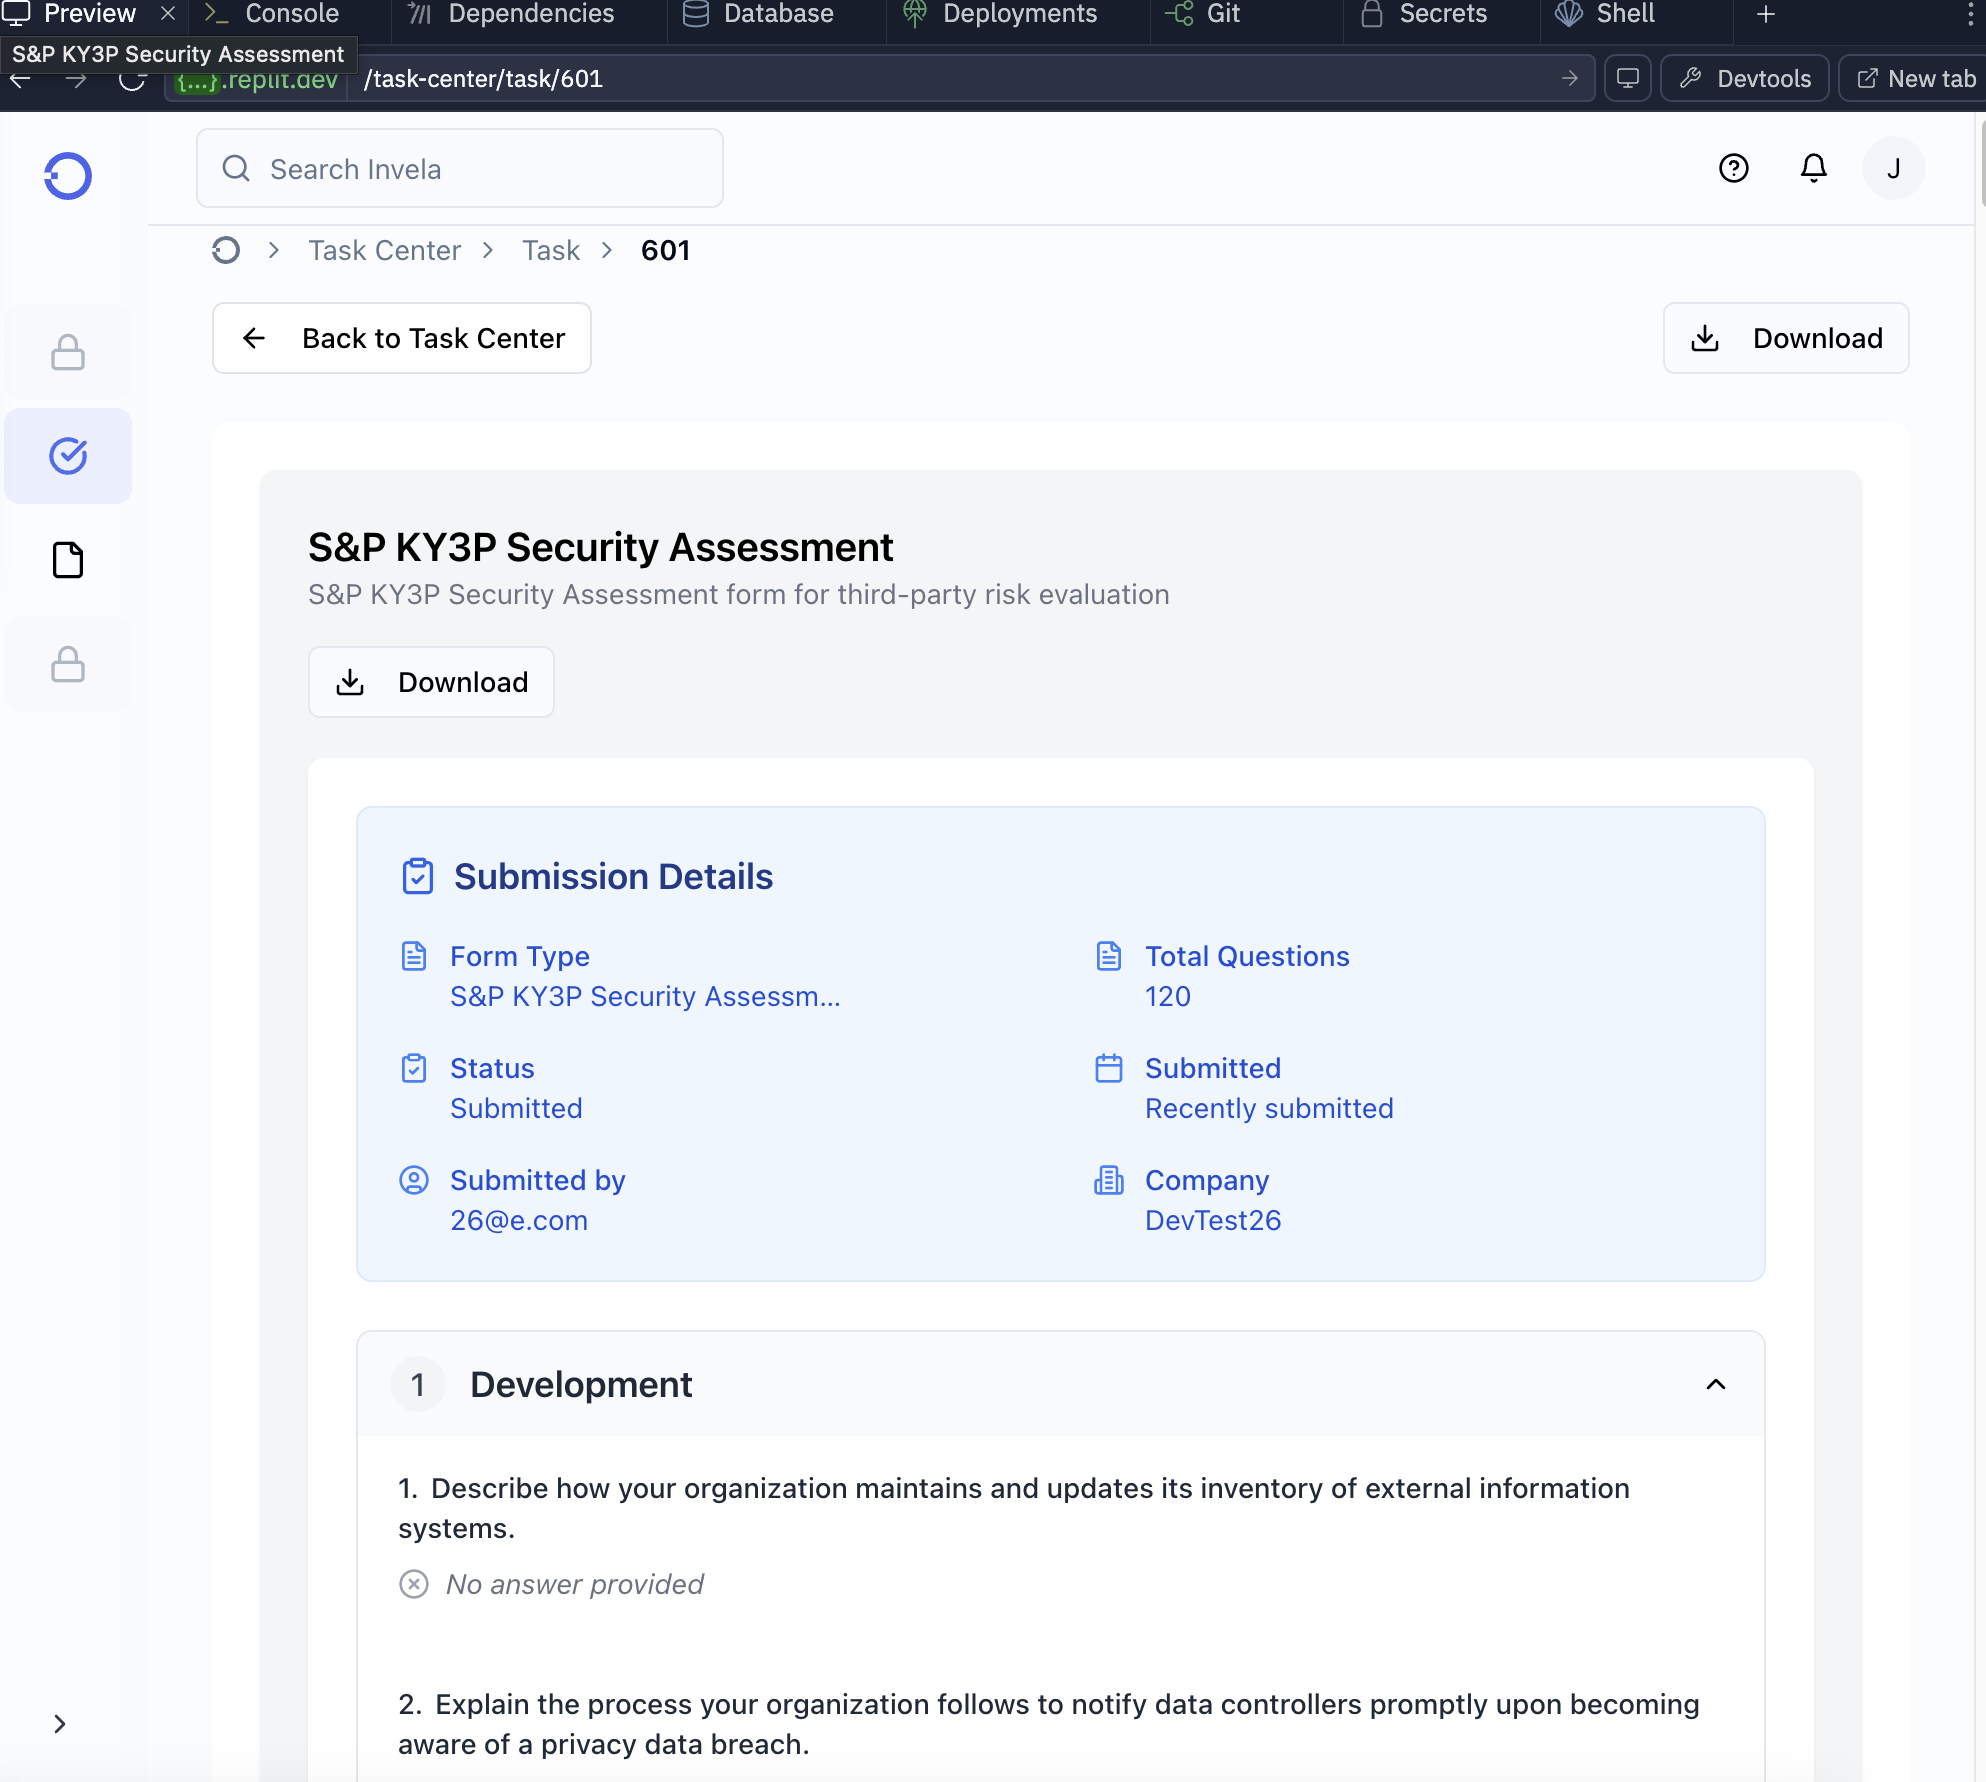 Preview
Console
Dependencies
Database
Deployments
Git
Secrets
Shell
S&P KY3P Security Assessment
{...}.replit.dev
/task-center/task/601
Devtools
New tab
Search Invela
J
Task Center
Task
601
Back to Task Center
Download
S&P KY3P Security Assessment
S&P KY3P Security Assessment form for third-party risk evaluation
Download
Submission Details
Form Type
S&P KY3P Security Assessm...
Total Questions
120
Status
Submitted
Submitted
Recently submitted
Submitted by
26@e.com
Company
DevTest26
1
Development
1. Describe how your organization maintains and updates its inventory of external information
systems.
No answer provided
2. Explain the process your organization follows to notify data controllers promptly upon becoming
aware of a privacy data breach.